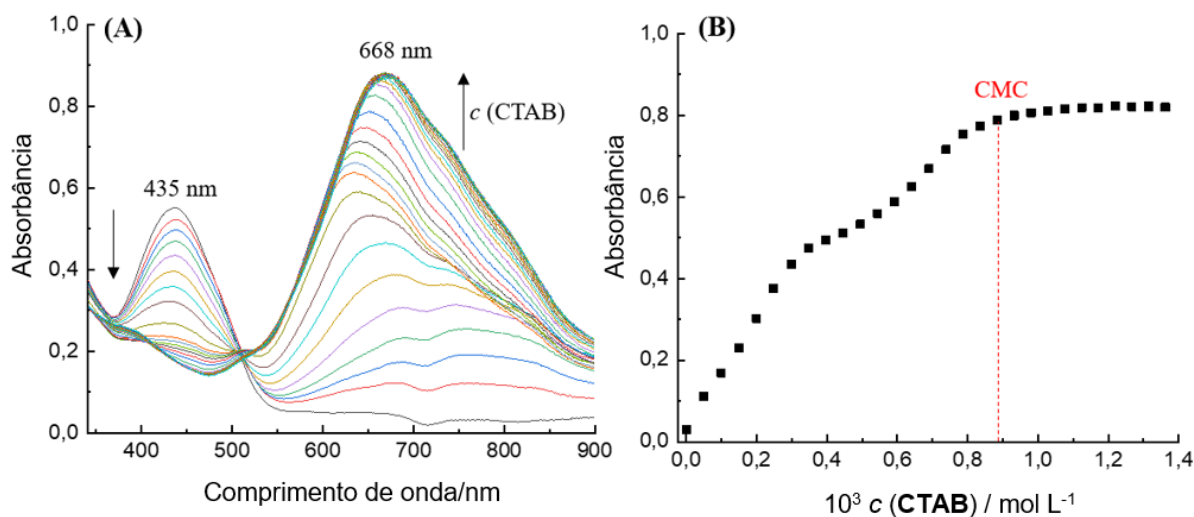 (A)
668 nm
435 nm
c (CTAB)
Absorbância
1,0
0,8
0,6
0,4
0,2
0,0
400 500 600 700 800 900
Comprimento de onda/nm
(B)
CMC
Absorbância
1,0
0,8
0,6
0,4
0,2
0,0
0,0 0,2 0,4 0,6 0,8 1,0 1,2 1,4
10³ c (CTAB) / mol L⁻¹